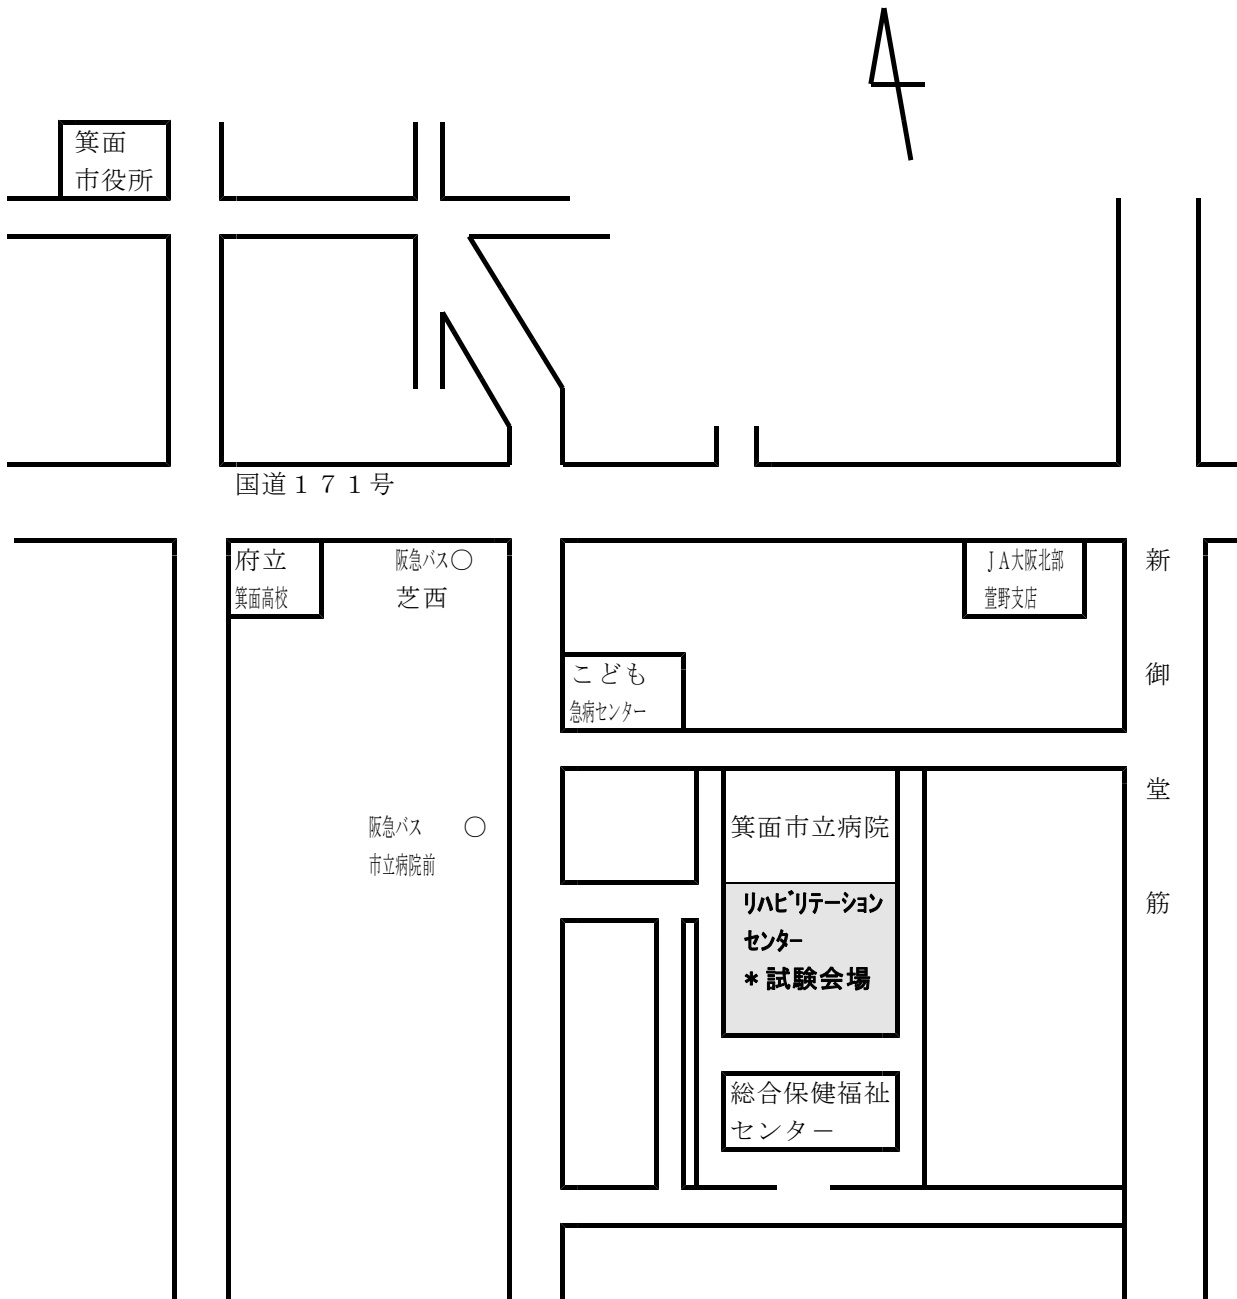 箕面
市役所
国道１７１号
府立
箕面高校
阪急バス○
芝西
ＪＡ大阪北部
萱野支店
新
御
堂
筋
こども
急病センター
阪急バス　○
市立病院前
箕面市立病院
リハビリテーション
センター
＊試験会場
総合保健福祉
センタ－